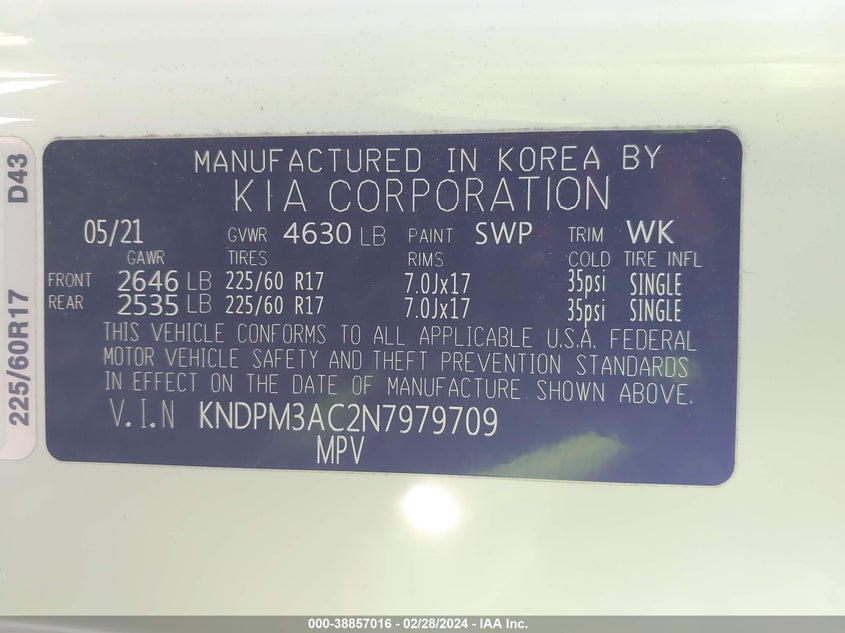 MANUFACTURED IN KOREA BY
KIA CORPORATION
05/21 GVWR 4630 LB PAINT SWP TRIM WK
GAWR TIRES RIMS COLD TIRE INFL
FRONT 2646 LB 225/60 R17 7.0Jx17 35psi SINGLE
REAR 2535 LB 225/60 R17 7.0Jx17 35psi SINGLE
THIS VEHICLE CONFORMS TO ALL APPLICABLE U.S.A. FEDERAL
MOTOR VEHICLE SAFETY AND THEFT PREVENTION STANDARDS
IN EFFECT ON THE DATE OF MANUFACTURE SHOWN ABOVE.
V.I.N KNDPM3AC2N7979709
MPV
225/60R17 D43
000-38857016 - 02/28/2024 - IAA Inc.